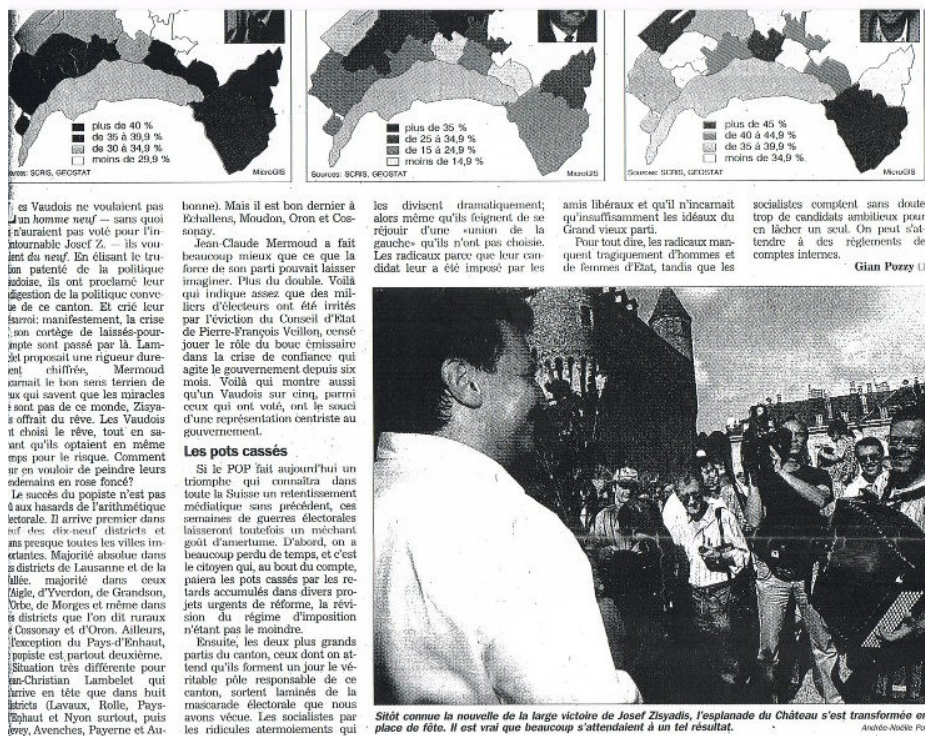 plus de 40 %
de 35 à 39,9 %
de 30 à 34,9 %
moins de 29,9 %
Sources: SCRIS, GEOSTAT
MicroGIS
plus de 35 %
de 25 à 34,9 %
de 15 à 24,9 %
moins de 14,9 %
Sources: SCRIS, GEOSTAT
MicroGIS
plus de 45 %
de 40 à 44,9 %
de 35 à 39,9 %
moins de 34,9 %
Sources: SCRIS, GEOSTAT
MicroGIS
es Vaudois ne voulaient pas
un homme neuf — sans quoi
n'auraient pas voté pour l'in-
tournable Josef Z. — ils vou-
ient du neuf. En élisant le tru-
ion patenté de la politique
audoise, ils ont proclamé leur
digestion de la politique conve-
de ce canton. Et crié leur
sarroi: manifestement, la crise
son cortège de laissés-pour-
mpte sont passé par là. Lam-
elet proposait une rigueur dure-
ent chiffrée, Mermoud
carnait le bon sens terrien de
ux qui savent que les miracles
sont pas de ce monde, Zisya-
s offrait du rêve. Les Vaudois
t choisi le rêve, tout en sa-
ant qu'ils optaient en même
mps pour le risque. Comment
ur en vouloir de peindre leurs
ndemains en rose foncé?
Le succès du popiste n'est pas
û aux hasards de l'arithmétique
lectorale. Il arrive premier dans
euf des dix-neuf districts et
ans presque toutes les villes im-
ortantes. Majorité absolue dans
s districts de Lausanne et de la
allée. majorité dans ceux
'Aigle, d'Yverdon, de Grandson,
'Orbe, de Morges et même dans
s districts que l'on dit ruraux
e Cossonay et d'Oron. Ailleurs,
l'exception du Pays-d'Enhaut,
popiste est partout deuxième.
Situation très différente pour
ean-Christian Lambelet qui
'arrive en tête que dans huit
istricts (Lavaux, Rolle, Pays-
'Enhaut et Nyon surtout, puis
evey, Avenches, Payerne et Au-
bonne). Mais il est bon dernier à
Echallens, Moudon, Oron et Cos-
sonay.
Jean-Claude Mermoud a fait
beaucoup mieux que ce que la
force de son parti pouvait laisser
imaginer. Plus du double. Voilà
qui indique assez que des mil-
liers d'électeurs ont été irrités
par l'éviction du Conseil d'Etat
de Pierre-François Veillon, censé
jouer le rôle du bouc émissaire
dans la crise de confiance qui
agite le gouvernement depuis six
mois. Voilà qui montre aussi
qu'un Vaudois sur cinq, parmi
ceux qui ont voté, ont le souci
d'une représentation centriste au
gouvernement.
Les pots cassés
Si le POP fait aujourd'hui un
triomphe qui connaîtra dans
toute la Suisse un retentissement
médiatique sans précédent, ces
semaines de guerres électorales
laisseront toutefois un méchant
goût d'amertume. D'abord, on a
beaucoup perdu de temps, et c'est
le citoyen qui, au bout du compte,
paiera les pots cassés par les re-
tards accumulés dans divers pro-
jets urgents de réforme, la révi-
sion du régime d'imposition
n'étant pas le moindre.
Ensuite, les deux plus grands
partis du canton, ceux dont on at-
tend qu'ils forment un jour le vé-
ritable pôle responsable de ce
canton, sortent laminés de la
mascarade électorale que nous
avons vécue. Les socialistes par
les ridicules atermoiements qui
les divisent dramatiquement;
alors même qu'ils feignent de se
réjouir d'une «union de la
gauche» qu'ils n'ont pas choisie.
Les radicaux parce que leur can-
didat leur a été imposé par les
amis libéraux et qu'il n'incarnait
qu'insuffisamment les idéaux du
Grand vieux parti.
Pour tout dire, les radicaux man-
quent tragiquement d'hommes et
de femmes d'Etat, tandis que les
socialistes comptent sans doute
trop de candidats ambitieux pour
en lâcher un seul. On peut s'at-
tendre à des règlements de
comptes internes.
Gian Pozzy
Sitôt connue la nouvelle de la large victoire de Josef Zisyadis, l'esplanade du Château s'est transformée en
place de fête. Il est vrai que beaucoup s'attendaient à un tel résultat.
Andrée-Noëlle Po